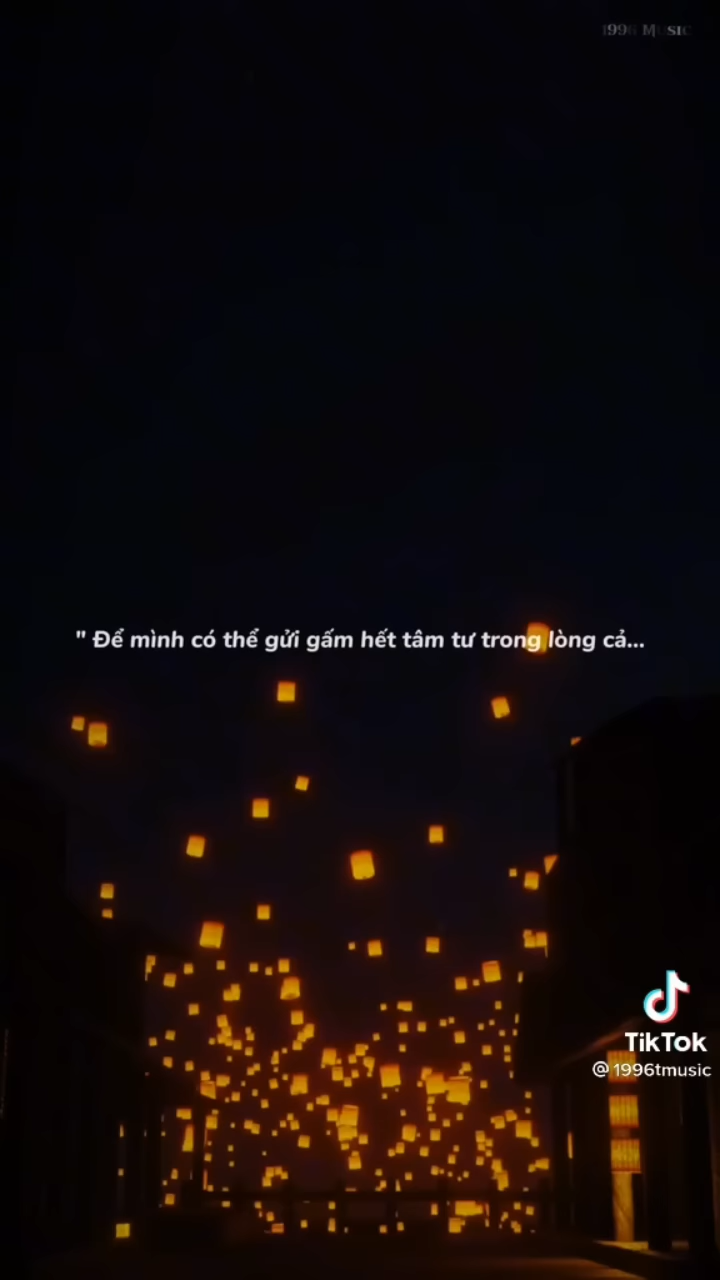 1996 Music
" Để mình có thể gửi gấm hết tâm tư trong lòng cả...
TikTok
@1996tmusic